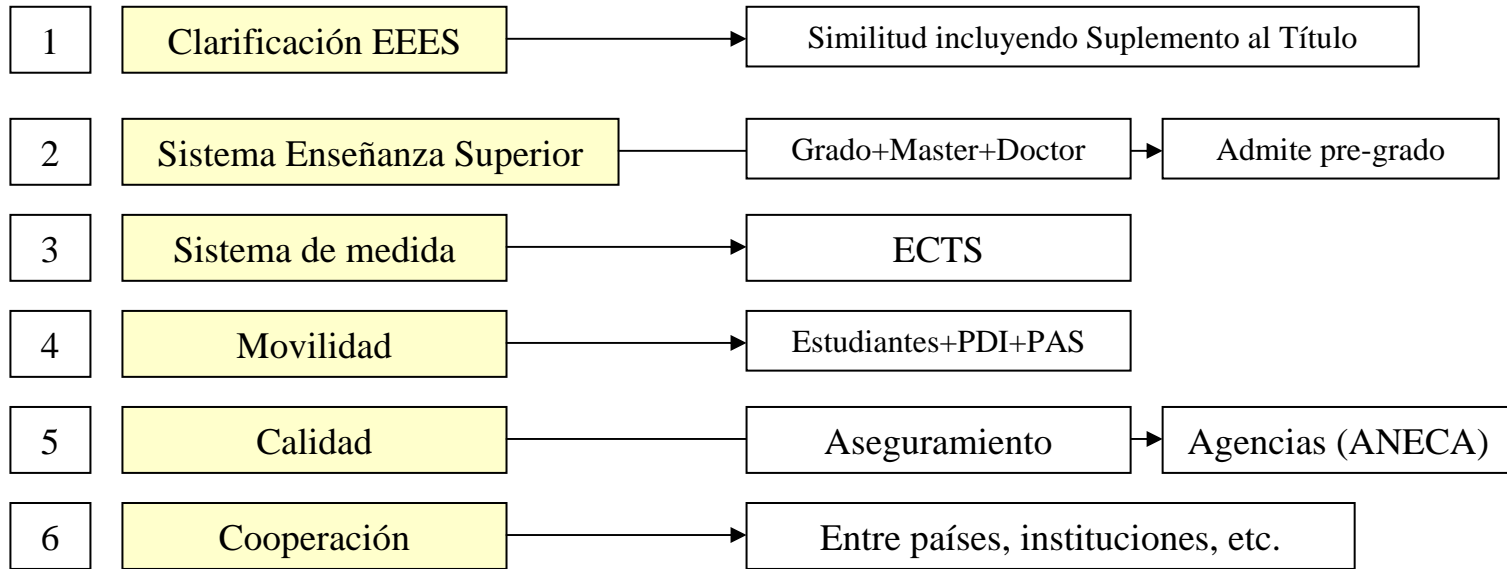 1 Clarificación EEES Similitud incluyendo Suplemento al Título
2 Sistema Enseñanza Superior Grado+Master+Doctor Admite pre-grado
3 Sistema de medida ECTS
4 Movilidad Estudiantes+PDI+PAS
5 Calidad Aseguramiento Agencias (ANECA)
6 Cooperación Entre países, instituciones, etc.